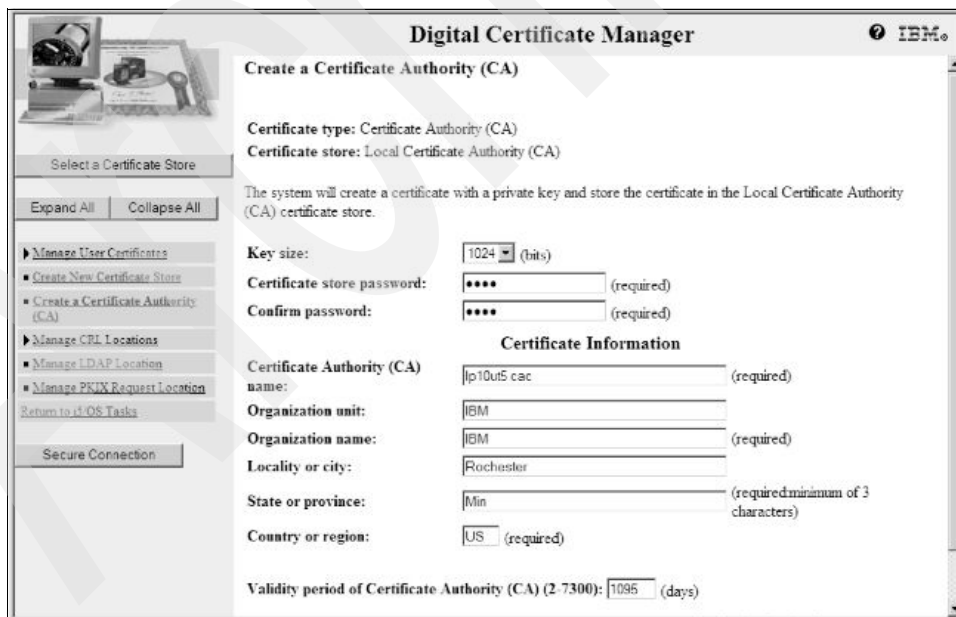 Digital Certificate Manager
IBM
Select a Certificate Store
Expand All Collapse All
Manage User Certificates
Create New Certificate Store
Create a Certificate Authority
(CA)
Manage CRL Locations
Manage LDAP Location
Manage PKIX Request Location
Return to i5/OS Tasks
Secure Connection
Create a Certificate Authority (CA)
Certificate type: Certificate Authority (CA)
Certificate store: Local Certificate Authority (CA)
The system will create a certificate with a private key and store the certificate in the Local Certificate Authority
(CA) certificate store.
Key size: 1024 (bits)
Certificate store password: •••• (required)
Confirm password: •••• (required)
Certificate Information
Certificate Authority (CA)
name: lp10ut5 cac (required)
Organization unit: IBM
Organization name: IBM (required)
Locality or city: Rochester
State or province: Min (required:minimum of 3
characters)
Country or region: US (required)
Validity period of Certificate Authority (CA) (2-7300): 1095 (days)